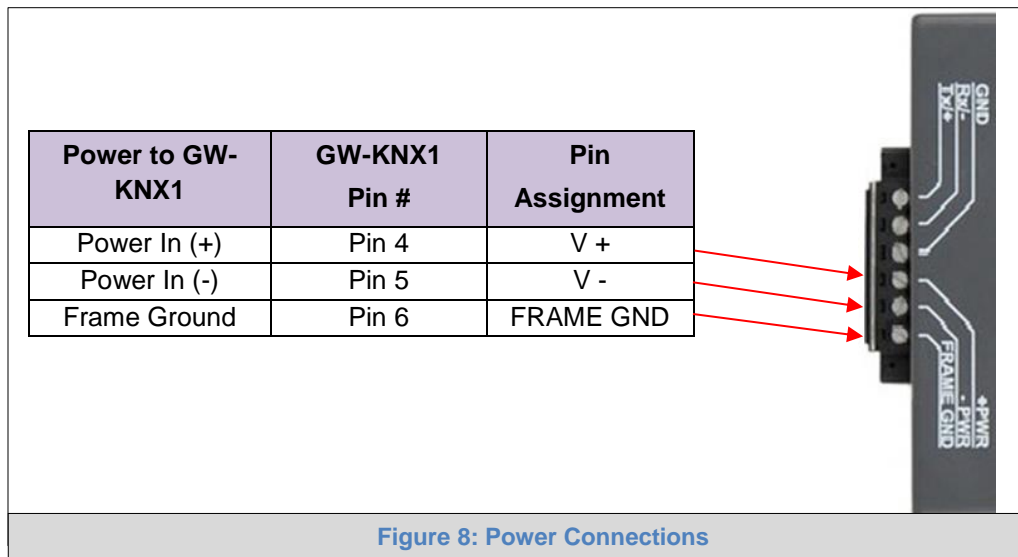 Power to GW-
KNX1
GW-KNX1
Pin #
Pin
Assignment
Power In (+) Pin 4 V +
Power In (-) Pin 5 V -
Frame Ground Pin 6 FRAME GND
GND
Rx/-
Tx/+
+PWR
- PWR
FRAME GND
Figure 8: Power Connections